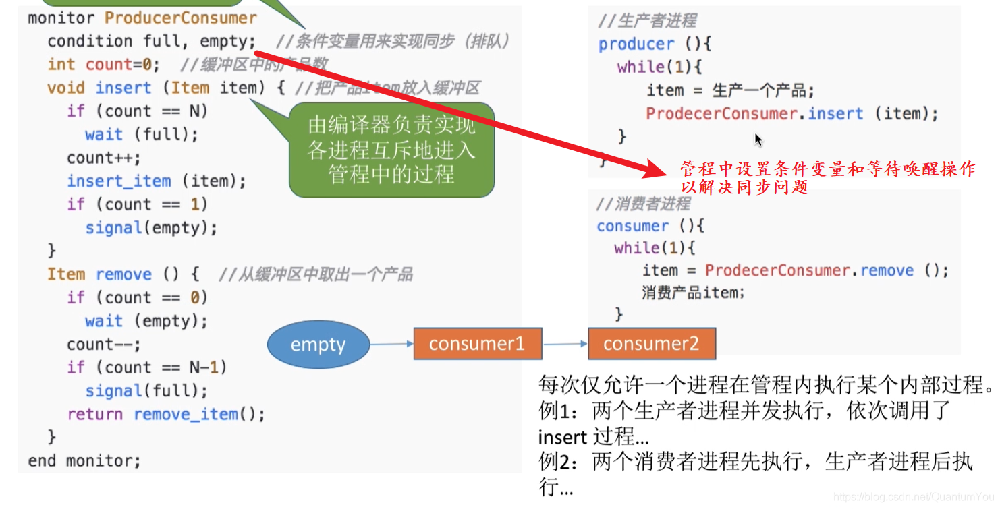 monitor ProducerConsumer
condition full, empty; //条件变量用来实现同步（排队）
int count=0; //缓冲区中的产品数
void insert (Item item) { //把产品item放入缓冲区
if (count == N)
wait (full);
count++;
insert_item (item);
if (count == 1)
signal(empty);
}
Item remove () { //从缓冲区中取出一个产品
if (count == 0)
wait (empty);
count--;
if (count == N-1)
signal(full);
return remove_item();
}
end monitor;
由编译器负责实现
各进程互斥地进入
管程中的过程
//生产者进程
producer (){
while(1){
item = 生产一个产品;
ProdecerConsumer.insert (item);
}
}
管程中设置条件变量和等待唤醒操作
以解决同步问题
//消费者进程
consumer (){
while(1){
item = ProdecerConsumer.remove ();
消费产品item;
}
empty
consumer1
consumer2
每次仅允许一个进程在管程内执行某个内部过程。
例1：两个生产者进程并发执行，依次调用了
insert 过程...
例2：两个消费者进程先执行，生产者进程后执
行...
https://blog.csdn.net/QuantumYou